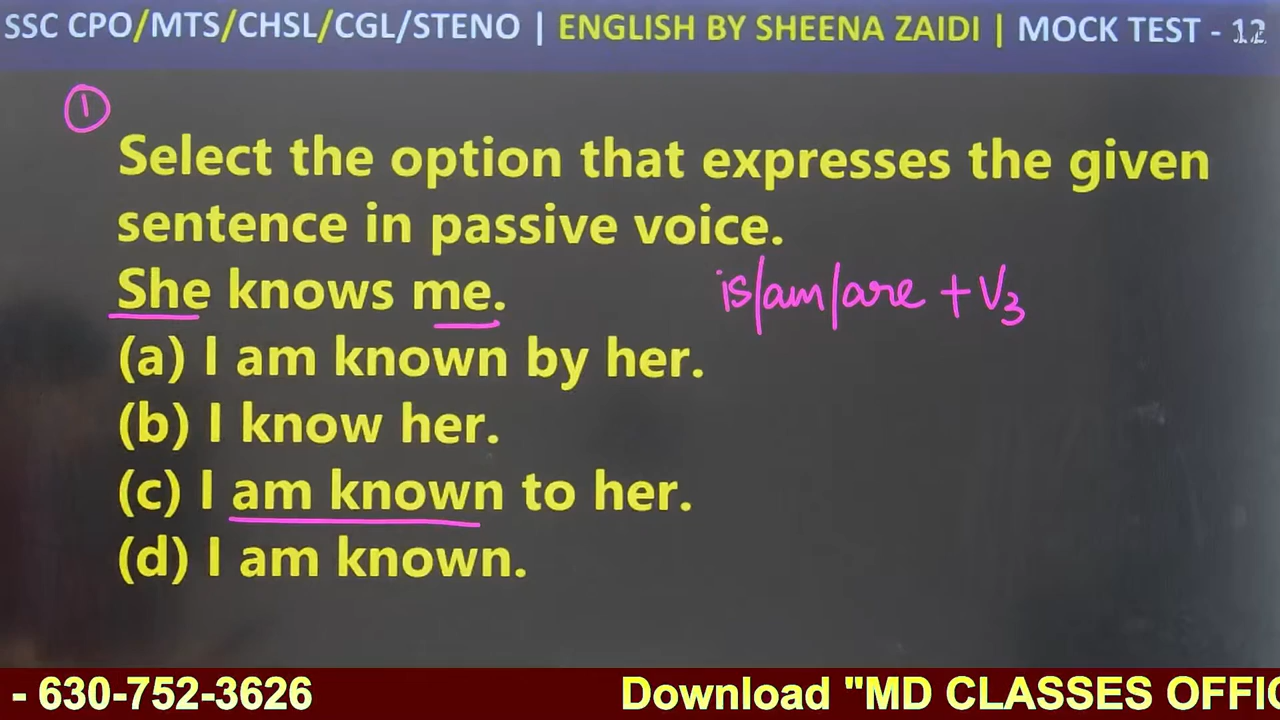 SSC CPO/MTS/CHSL/CGL/STENO | ENGLISH BY SHEENA ZAIDI | MOCK TEST - 12
1
Select the option that expresses the given
sentence in passive voice.
She knows me. is/am/are + V3
(a) I am known by her.
(b) I know her.
(c) I am known to her.
(d) I am known.
- 630-752-3626 Download "MD CLASSES OFFIC